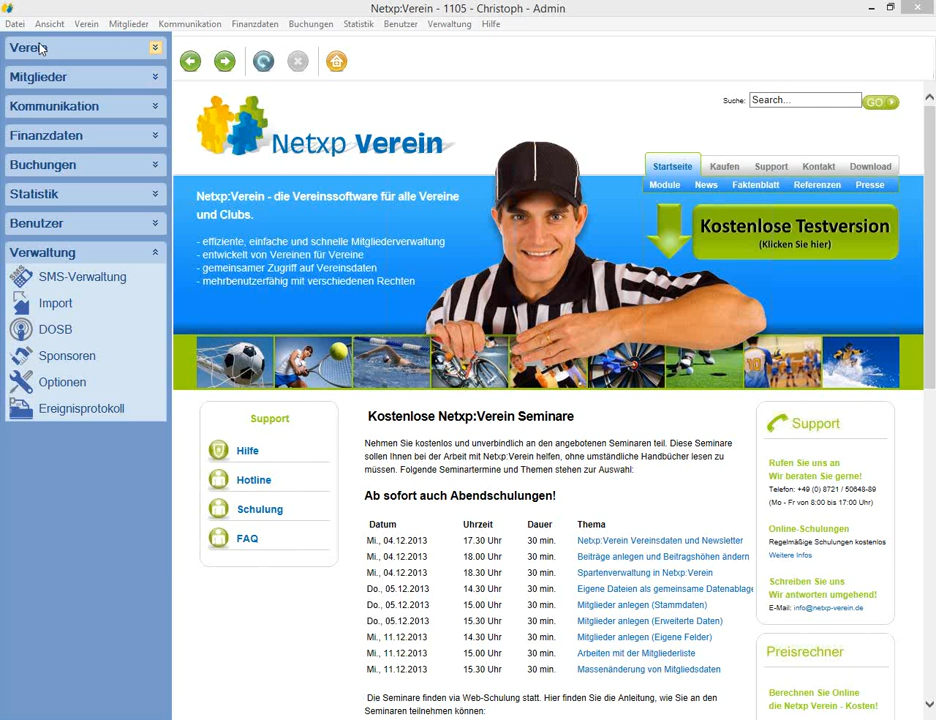 Netxp:Verein - 1105 - Christoph - Admin
Datei Ansicht Verein Mitglieder Kommunikation Finanzdaten Buchungen Statistik Benutzer Verwaltung Hilfe
Verein
Mitglieder
Kommunikation
Finanzdaten
Buchungen
Statistik
Benutzer
Verwaltung
SMS-Verwaltung
Import
DOSB
Sponsoren
Optionen
Ereignisprotokoll
Suche: Search... GO
Netxp Verein
Startseite Kaufen Support Kontakt Download
Module News Faktenblatt Referenzen Presse
Netxp:Verein - die Vereinssoftware für alle Vereine
und Clubs.
- effiziente, einfache und schnelle Mitgliederverwaltung
- entwickelt von Vereinen für Vereine
- gemeinsamer Zugriff auf Vereinsdaten
- mehrbenutzerfähig mit verschiedenen Rechten
Kostenlose Testversion
(Klicken Sie hier)
Support
Hilfe
Hotline
Schulung
FAQ
Kostenlose Netxp:Verein Seminare
Nehmen Sie kostenlos und unverbindlich an den angebotenen Seminaren teil. Diese Seminare
sollen Ihnen bei der Arbeit mit Netxp:Verein helfen, ohne umständliche Handbücher lesen zu
müssen. Folgende Seminartermine und Themen stehen zur Auswahl:
Ab sofort auch Abendschulungen!
Datum Uhrzeit Dauer Thema
Mi., 04.12.2013 17.30 Uhr 30 min. Netxp:Verein Vereinsdaten und Newsletter
Mi., 04.12.2013 18.00 Uhr 30 min. Beiträge anlegen und Beitragshöhen ändern
Mi., 04.12.2013 18.30 Uhr 30 min. Spartenverwaltung in Netxp:Verein
Do., 05.12.2013 14.30 Uhr 30 min. Eigene Dateien als gemeinsame Datenablage
Do., 05.12.2013 15.00 Uhr 30 min. Mitglieder anlegen (Stammdaten)
Do., 05.12.2013 15.30 Uhr 30 min. Mitglieder anlegen (Erweiterte Daten)
Mi., 11.12.2013 14.30 Uhr 30 min. Mitglieder anlegen (Eigene Felder)
Mi., 11.12.2013 15.00 Uhr 30 min. Arbeiten mit der Mitgliederliste
Mi., 11.12.2013 15.30 Uhr 30 min. Massenänderung von Mitgliedsdaten
Die Seminare finden via Web-Schulung statt. Hier finden Sie die Anleitung, wie Sie an den
Seminaren teilnehmen können:
Support
Rufen Sie uns an
Wir beraten Sie gerne!
Telefon: +49 (0) 8721 / 50648-89
(Mo - Fr von 8:00 bis 17:00 Uhr)
Online-Schulungen
Regelmäßige Schulungen kostenlos
Weitere Infos
Schreiben Sie uns
Wir antworten umgehend!
E-Mail: info@netxp-verein.de
Preisrechner
Berechnen Sie Online
die Netxp Verein - Kosten!